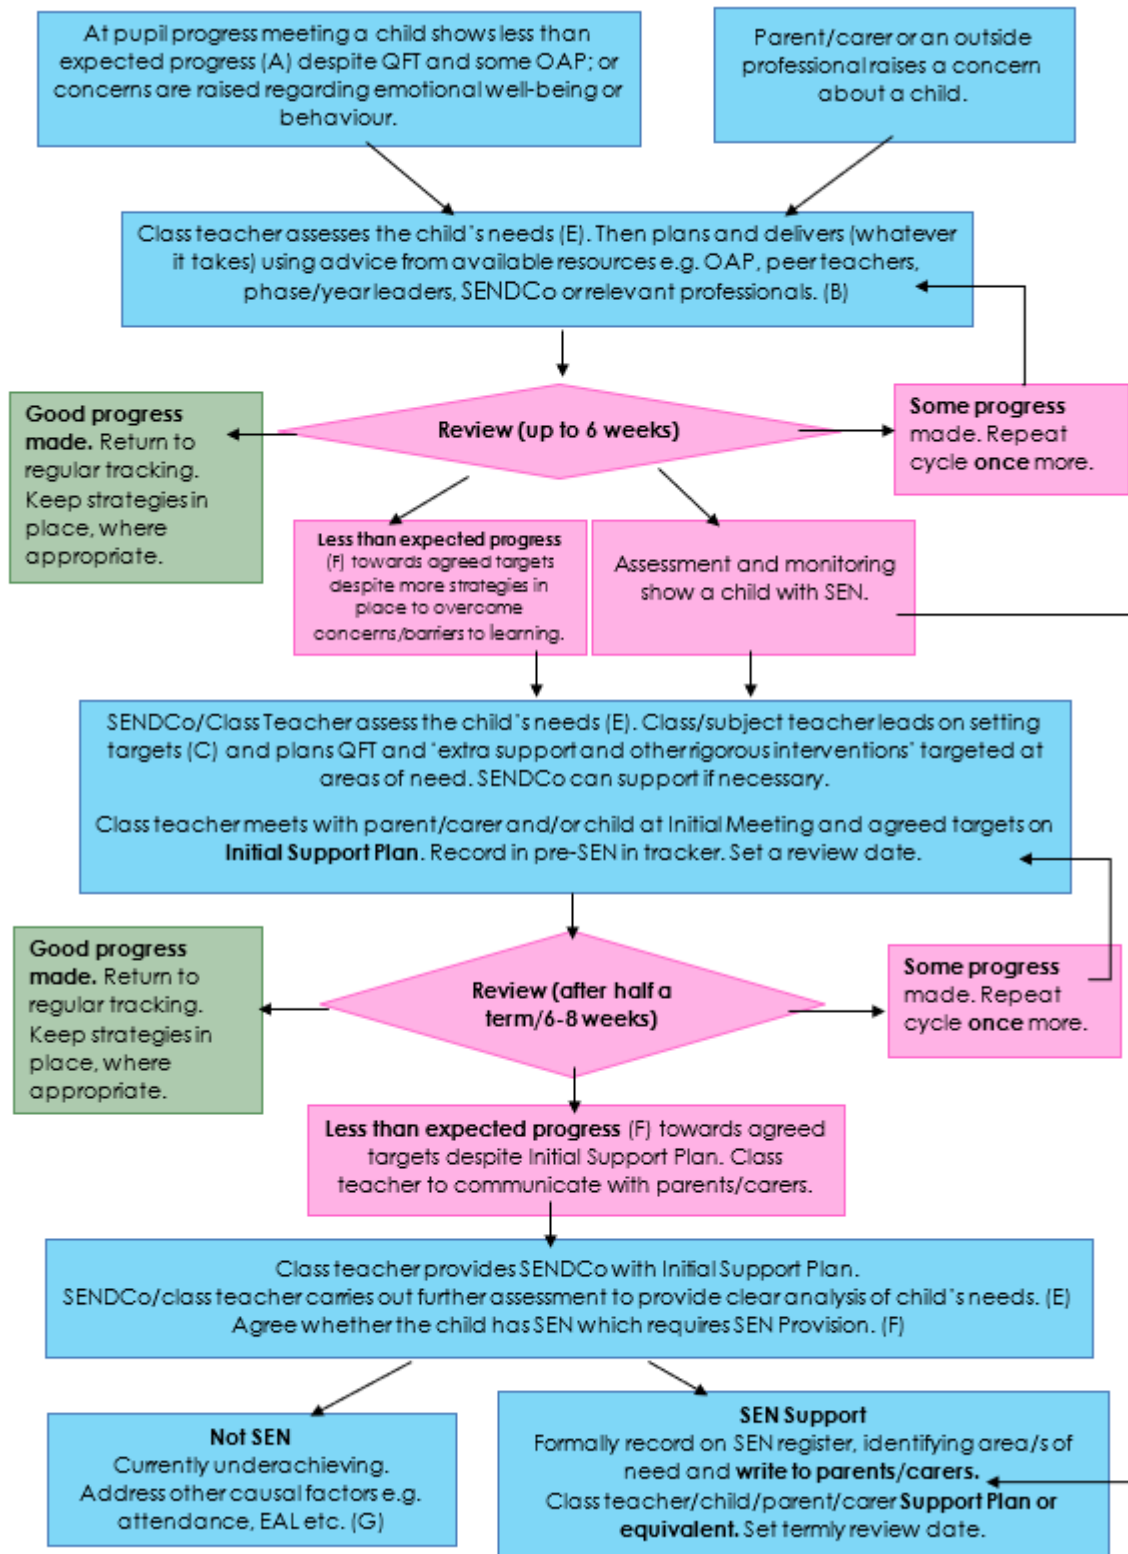 At pupil progress meeting a child shows less than
expected progress (A) despite QFT and some OAP; or
concerns are raised regarding emotional well-being or
behaviour.
Parent/carer or an outside
professional raises a concern
about a child.
Class teacher assesses the child's needs (E). Then plans and delivers (whatever
it takes) using advice from available resources e.g. OAP, peer teachers,
phase/year leaders, SENDCo or relevant professionals. (B)
Good progress
made. Return to
regular tracking.
Keep strategies in
place, where
appropriate.
Review (up to 6 weeks)
Some progress
made. Repeat
cycle once more.
Less than expected progress
(F) towards agreed targets
despite more strategies in
place to overcome
concerns/barriers to learning.
Assessment and monitoring
show a child with SEN.
SENDCo/Class Teacher assess the child's needs (E). Class/subject teacher leads on setting
targets (C) and plans QFT and 'extra support and other rigorous interventions' targeted at
areas of need. SENDCo can support if necessary.
Class teacher meets with parent/carer and/or child at Initial Meeting and agreed targets on
Initial Support Plan. Record in pre-SEN in tracker. Set a review date.
Good progress
made. Return to
regular tracking.
Keep strategies in
place, where
appropriate.
Review (after half a
term/6-8 weeks)
Some progress
made. Repeat
cycle once more.
Less than expected progress (F) towards agreed
targets despite Initial Support Plan. Class
teacher to communicate with parents/carers.
Class teacher provides SENDCo with Initial Support Plan.
SENDCo/class teacher carries out further assessment to provide clear analysis of child's needs. (E)
Agree whether the child has SEN which requires SEN Provision. (F)
Not SEN
Currently underachieving.
Address other causal factors e.g.
attendance, EAL etc. (G)
SEN Support
Formally record on SEN register, identifying area/s of
need and write to parents/carers.
Class teacher/child/parent/carer Support Plan or
equivalent. Set termly review date.